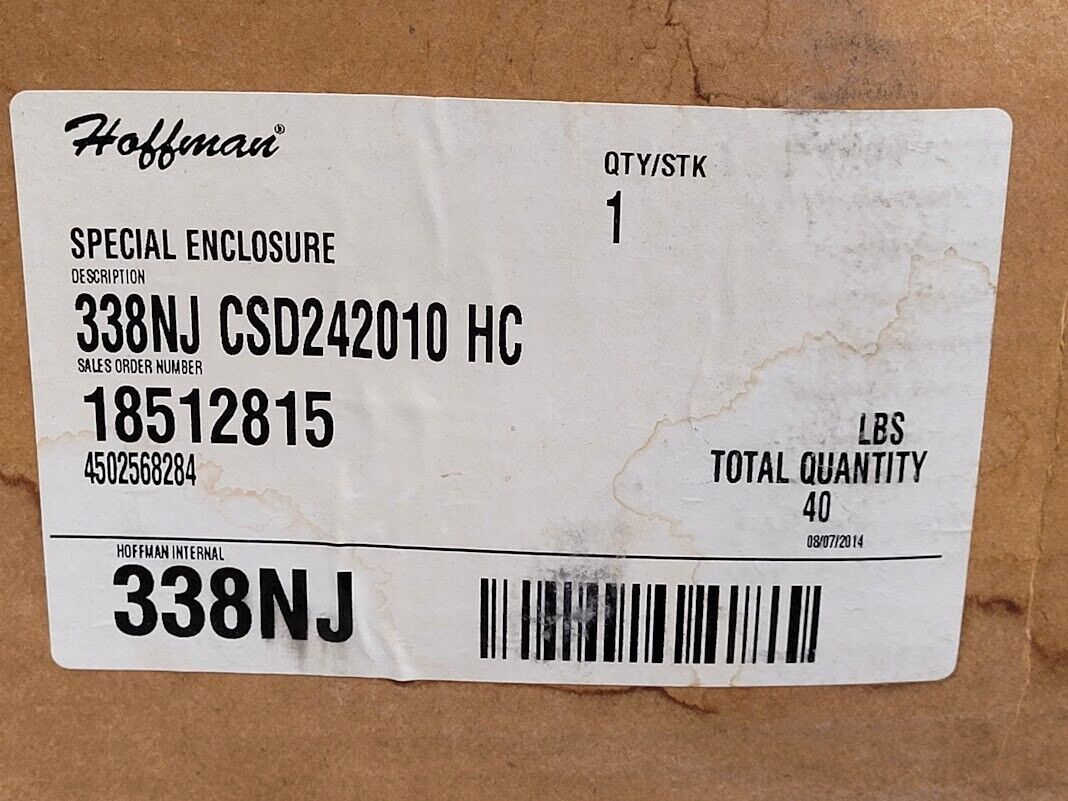 Hoffman®
QTY/STK
1
SPECIAL ENCLOSURE
DESCRIPTION
338NJ CSD242010 HC
SALES ORDER NUMBER
18512815
4502568284
LBS
TOTAL QUANTITY
40
08/07/2014
HOFFMAN INTERNAL
338NJ